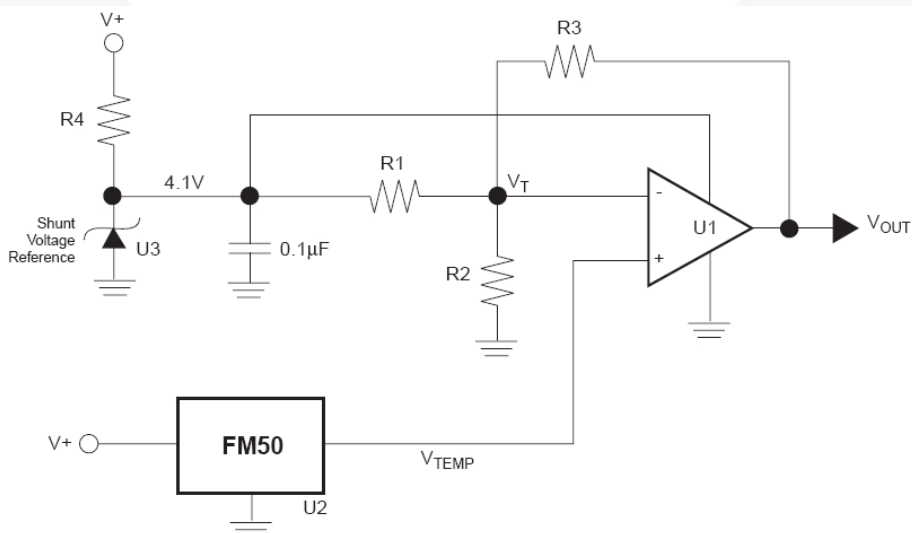 V+
R3
R4
R1
4.1V
VT
Shunt
Voltage
Reference
U3
0.1µF
R2
-
U1
+
VOUT
V+
FM50
VTEMP
U2